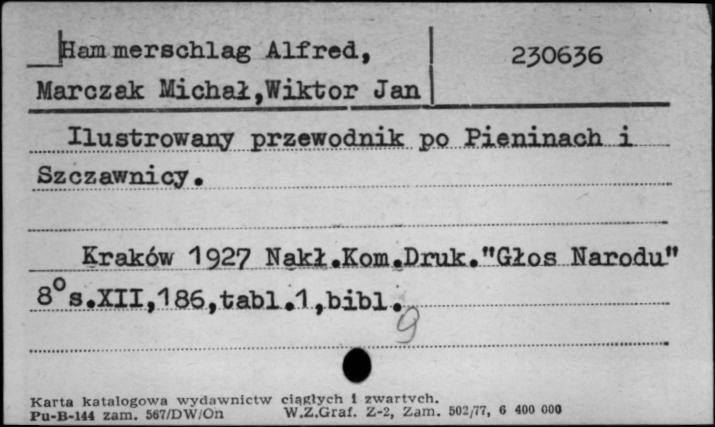 Hammerschlag Alfred, 230636
Marczak Michał,Wiktor Jan
Ilustrowany przewodnik po Pieninach i
Szczawnicy.
Kraków 1927 Nakł.Kom.Druk."Głos Narodu"
8° s.XII,186,tabl.1,bibl.
9
Karta katalogowa wydawnictw ciągłych i zwartych.
Pu-B-144 zam. 567/DW/On W.Z.Graf. Z-2, Zam. 502/77, 6 400 000